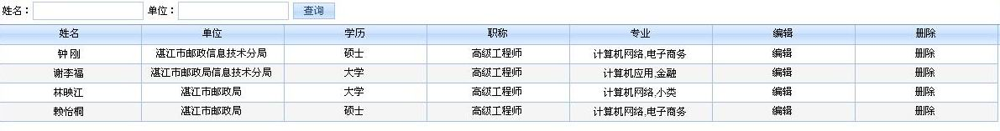 姓名： 单位： 查询
姓名 单位 学历 职称 专业 编辑 删除
钟刚 湛江市邮政信息技术分局 硕士 高级工程师 计算机网络,电子商务 编辑 删除
谢李福 湛江市邮政局信息技术分局 大学 高级工程师 计算机应用,金融 编辑 删除
林映江 湛江市邮政局 大学 高级工程师 计算机网络,小类 编辑 删除
赖怡桐 湛江市邮政局 硕士 高级工程师 计算机网络,电子商务 编辑 删除